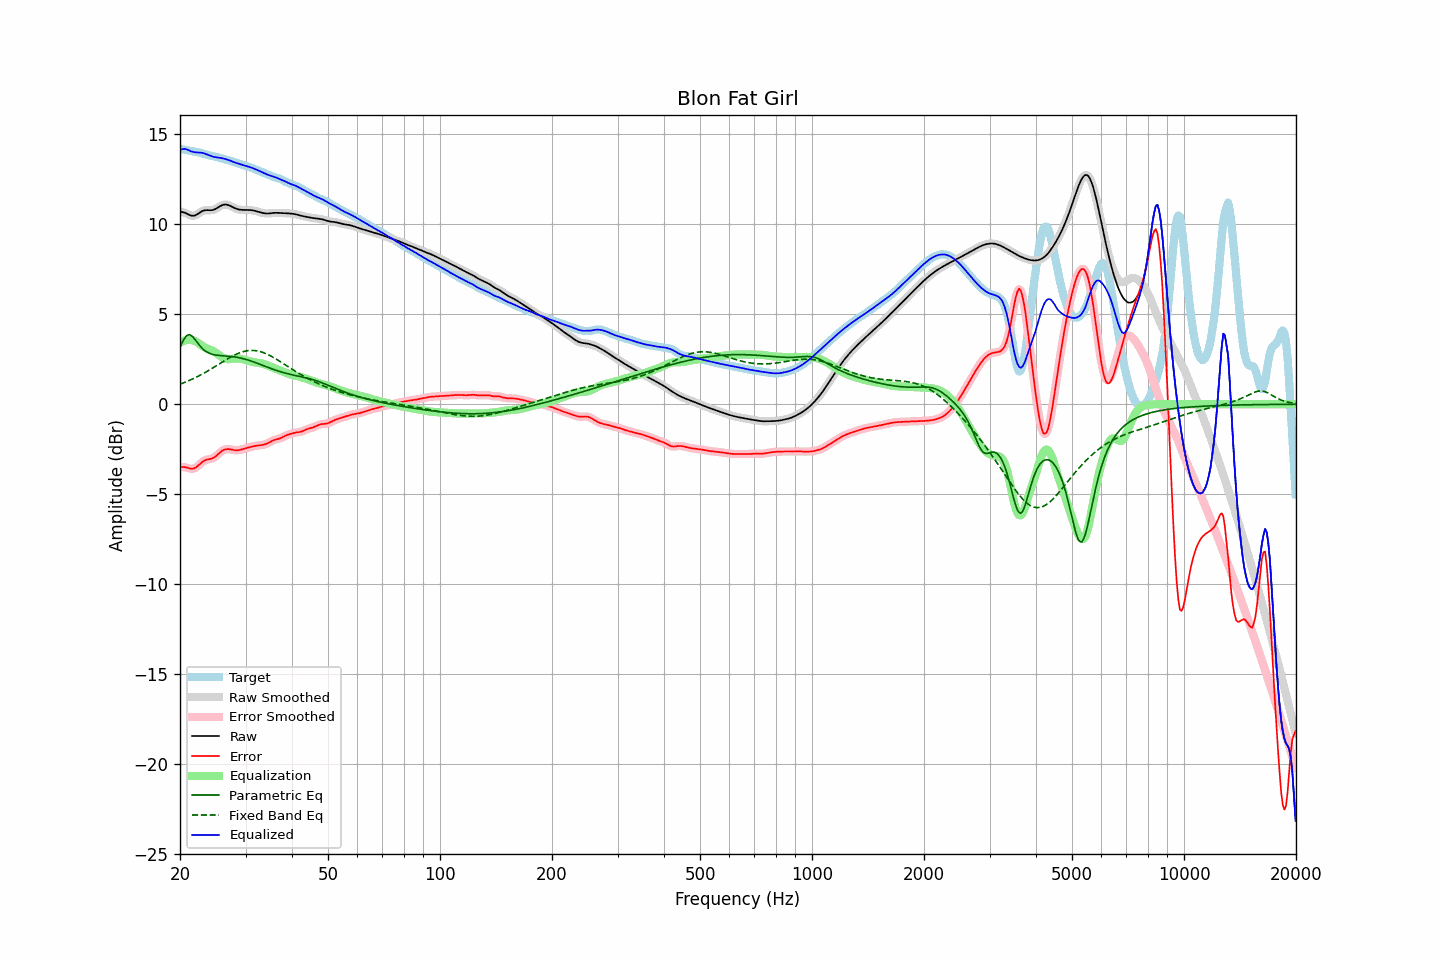 Blon Fat Girl
15
10
5
0
−5
−10
−15
−20
−25
Amplitude (dBr)
Target
Raw Smoothed
Error Smoothed
Raw
Error
Equalization
Parametric Eq
Fixed Band Eq
Equalized
20 50 100 200 500 1000 2000 5000 10000 20000
Frequency (Hz)